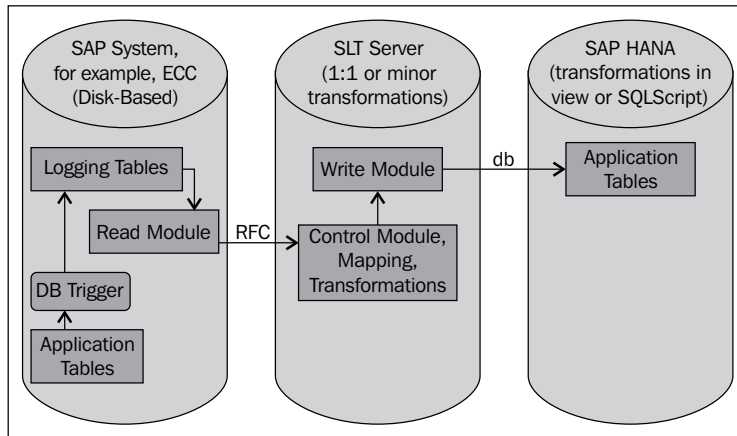 SAP System,
for example, ECC
(Disk-Based)
Logging Tables
Read Module
DB Trigger
Application
Tables
RFC
SLT Server
(1:1 or minor
transformations)
Write Module
Control Module,
Mapping,
Transformations
db
SAP HANA
(transformations in
view or SQLScript)
Application
Tables